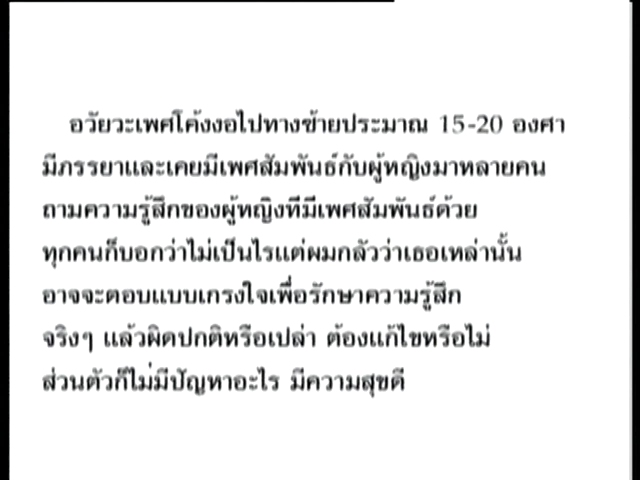 อวัยวะเพศโค้งงอไปทางซ้ายประมาณ 15-20 องศา
มีภรรยาและเคยมีเพศสัมพันธ์กับผู้หญิงมาหลายคน
ถามความรู้สึกของผู้หญิงที่มีเพศสัมพันธ์ด้วย
ทุกคนก็บอกว่าไม่เป็นไรแต่ผมกลัวว่าเธอเหล่านั้น
อาจจะตอบแบบเกรงใจเพื่อรักษาความรู้สึก
จริงๆ แล้วผิดปกติหรือเปล่า ต้องแก้ไขหรือไม่
ส่วนตัวก็ไม่มีปัญหาอะไร มีความสุขดี